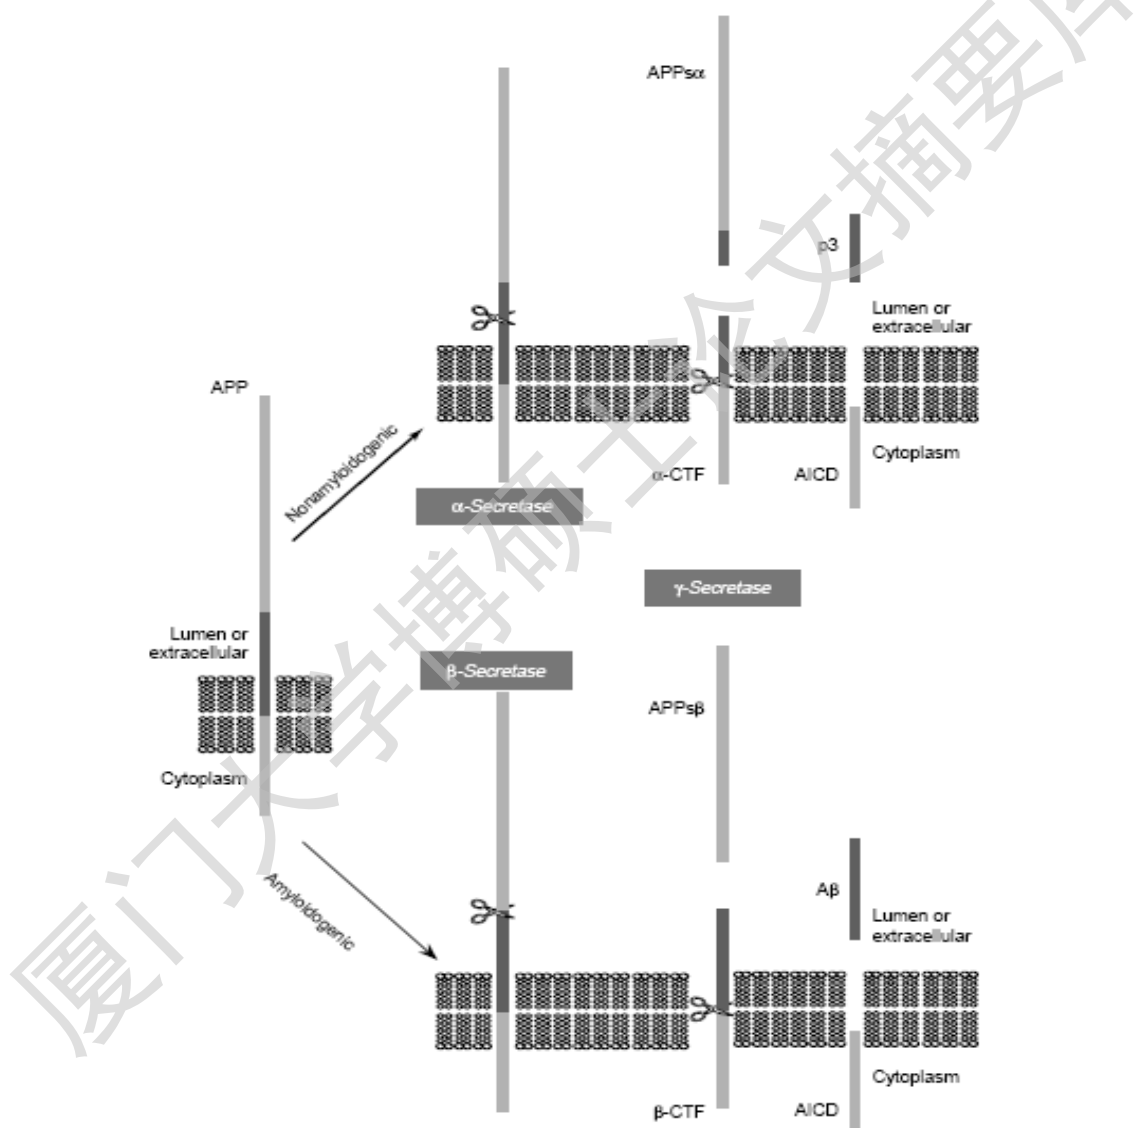 APPsα
p3
Lumen or
extracellular
APP
Nonamyloidogenic
α-CTF
AICD
Cytoplasm
α-Secretase
γ-Secretase
Lumen or
extracellular
β-Secretase
APPsβ
Cytoplasm
Amyloidogenic
Aβ
Lumen or
extracellular
Cytoplasm
β-CTF
AICD
厦门大学博硕士论文摘要库